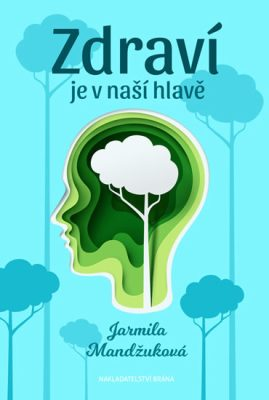 Zdraví
je v naší hlavě
Jarmila
Mandžuková
NAKLADATELSTVÍ BRÁNA